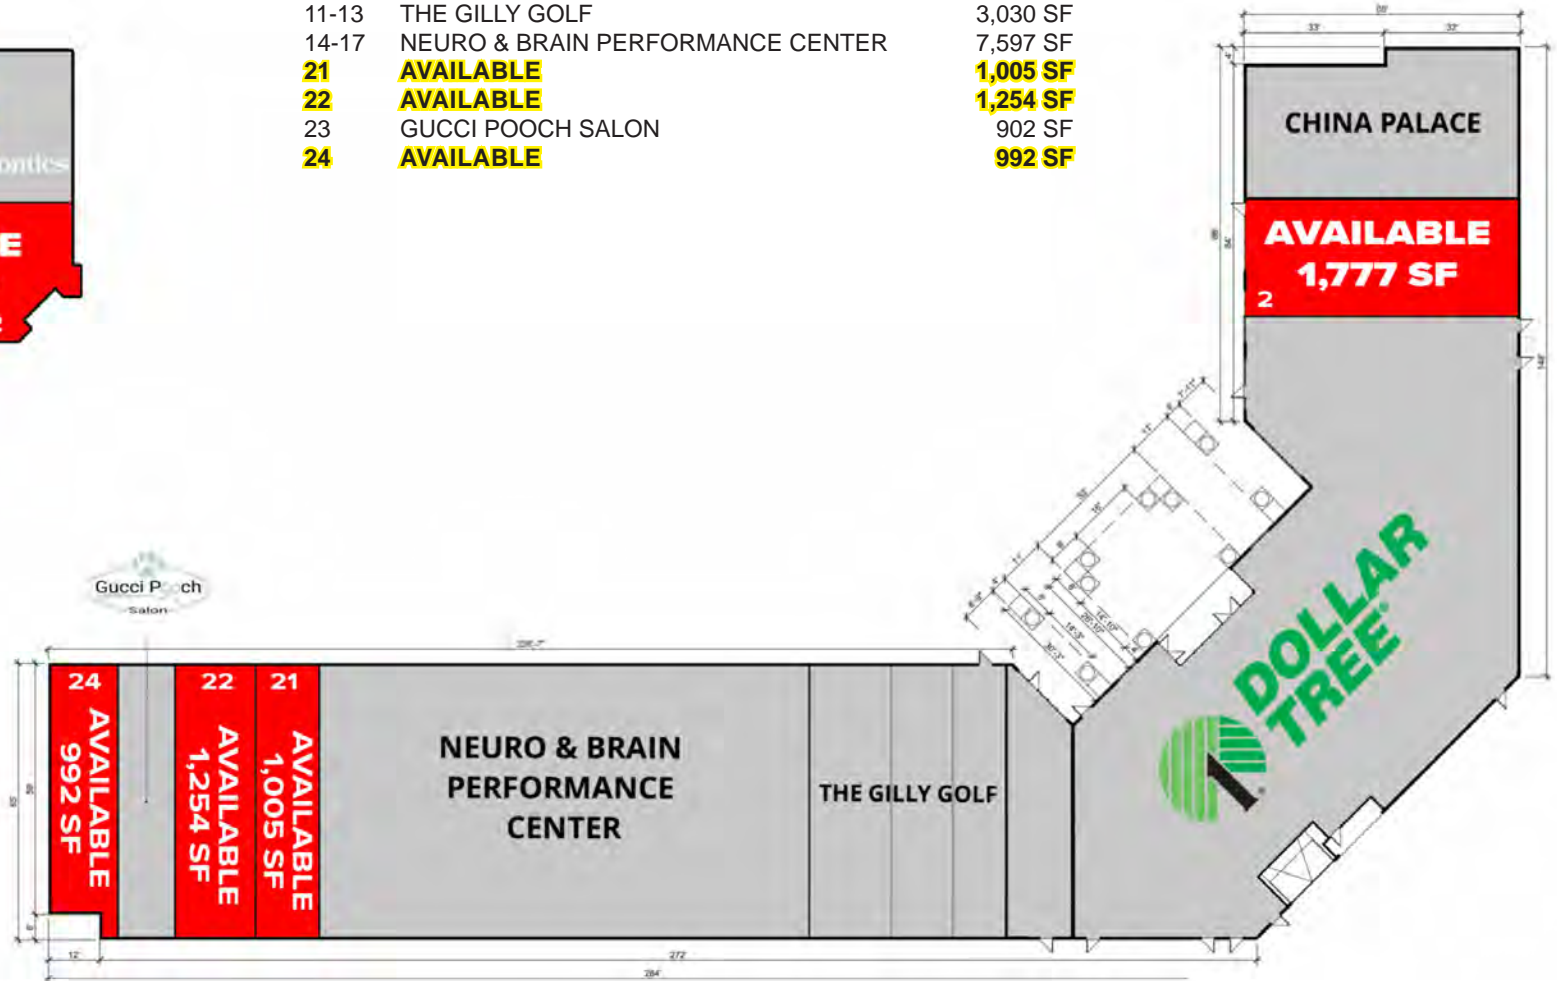 11-13 THE GILLY GOLF 3,030 SF
14-17 NEURO & BRAIN PERFORMANCE CENTER 7,597 SF
21 AVAILABLE 1,005 SF
22 AVAILABLE 1,254 SF
23 GUCCI POOCH SALON 902 SF
24 AVAILABLE 992 SF
ontics
E
33'
32'
CHINA PALACE
AVAILABLE
1,777 SF
2
DOLLAR
TREE
Gucci Pooch
Salon
24
AVAILABLE
992 SF
22
AVAILABLE
1,254 SF
21
AVAILABLE
1,005 SF
NEURO & BRAIN
PERFORMANCE
CENTER
THE GILLY GOLF
12'
272'
284'